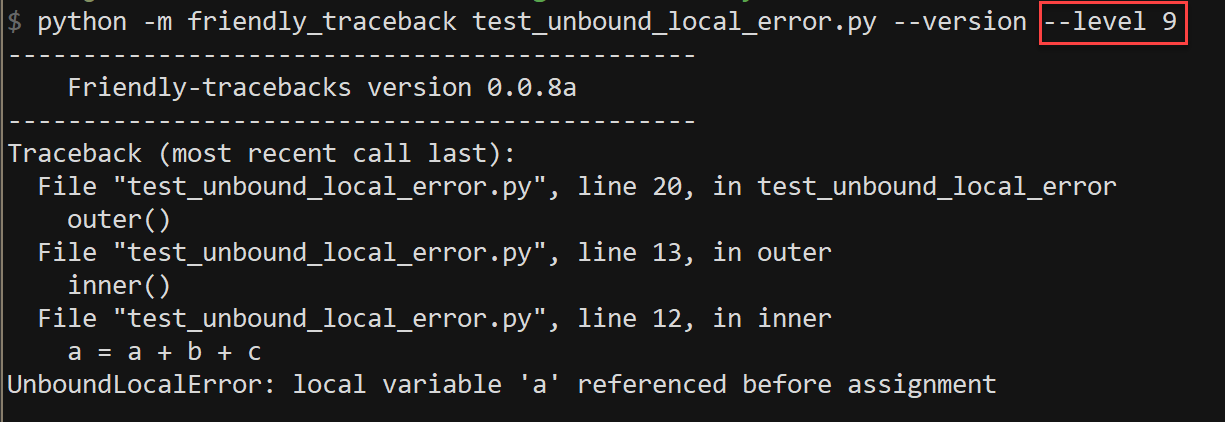 $ python -m friendly_traceback test_unbound_local_error.py --version --level 9
----------------------------------------------
    Friendly-tracebacks version 0.0.8a
----------------------------------------------
Traceback (most recent call last):
  File "test_unbound_local_error.py", line 20, in test_unbound_local_error
    outer()
  File "test_unbound_local_error.py", line 13, in outer
    inner()
  File "test_unbound_local_error.py", line 12, in inner
    a = a + b + c
UnboundLocalError: local variable 'a' referenced before assignment